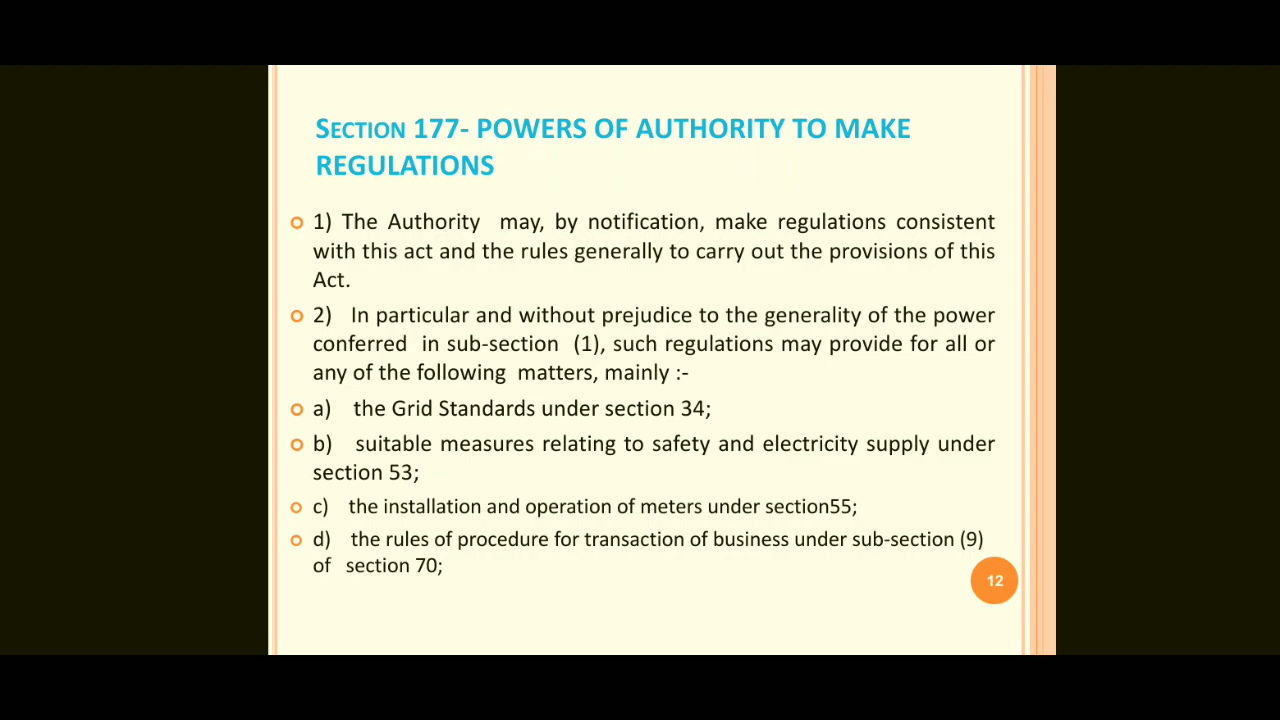 SECTION 177- POWERS OF AUTHORITY TO MAKE
REGULATIONS
1) The Authority may, by notification, make regulations consistent
with this act and the rules generally to carry out the provisions of this
Act.
2) In particular and without prejudice to the generality of the power
conferred in sub-section (1), such regulations may provide for all or
any of the following matters, mainly :-
a) the Grid Standards under section 34;
b) suitable measures relating to safety and electricity supply under
section 53;
c) the installation and operation of meters under section55;
d) the rules of procedure for transaction of business under sub-section (9)
of section 70;
12